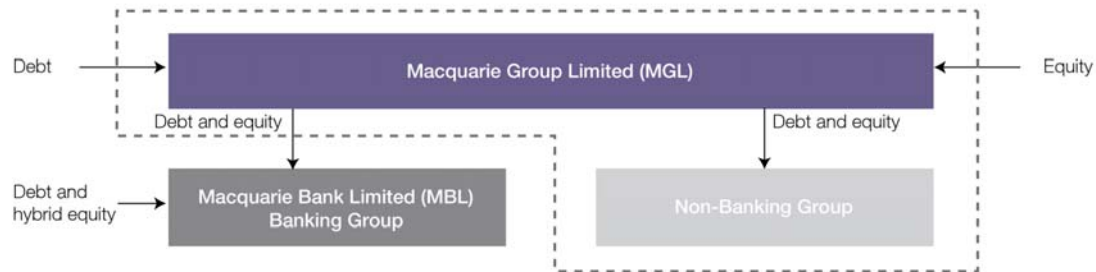 Debt
Macquarie Group Limited (MGL)
Equity
Debt and equity
Debt and equity
Debt and
hybrid equity
Macquarie Bank Limited (MBL)
Banking Group
Non-Banking Group